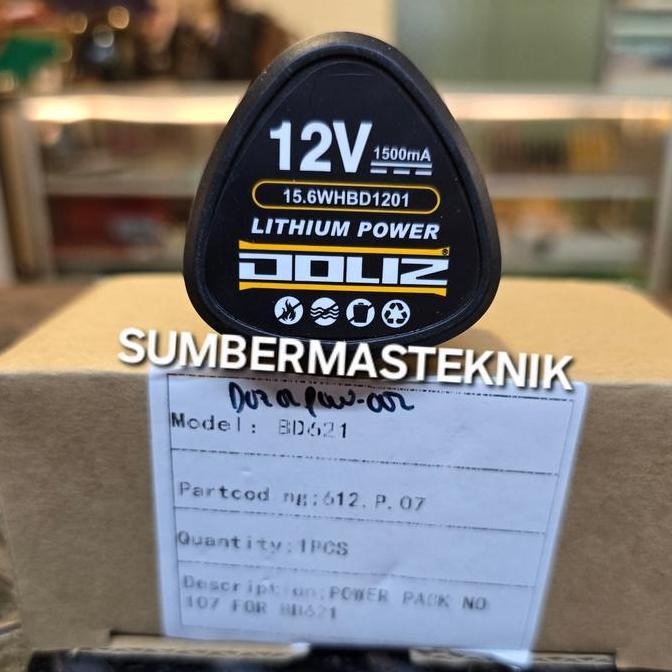 12V 1500mA
15.6WHBD1201
LITHIUM POWER
DOLIZ
SUMBERMASTEKNIK
Model: BD621
Partcod ng:612.P.07
Quantity:1PCS
Description:POWER PACK NO
107 FOR BD621